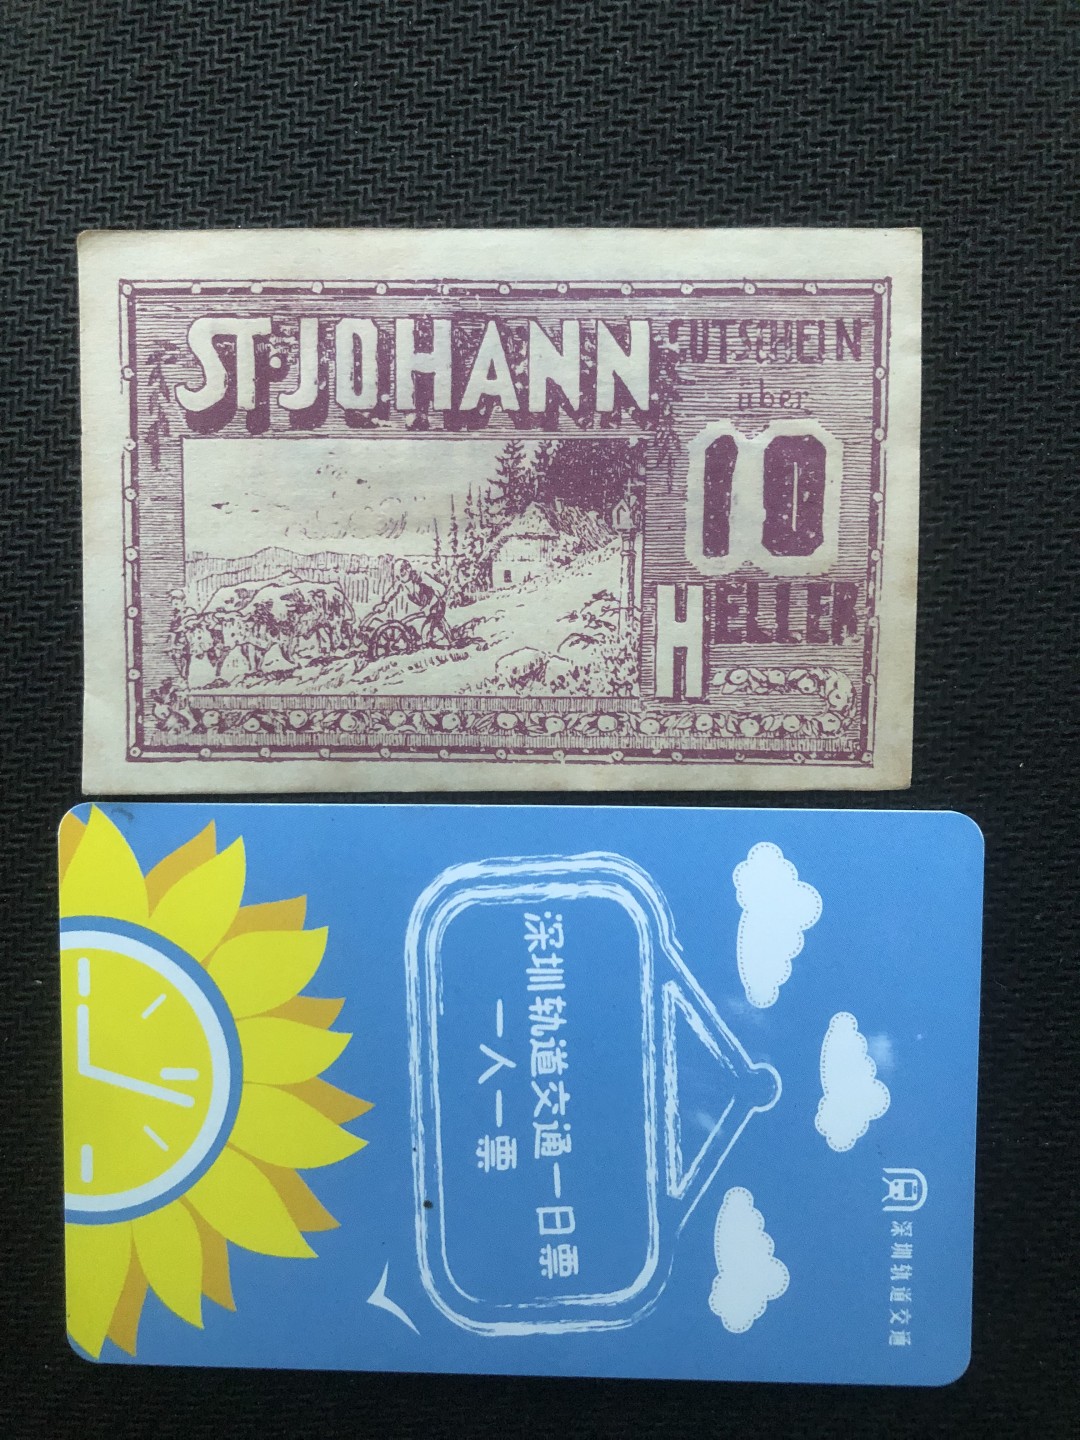 ST. JOHANN
GUTSCHEIN
über
10
HELLER
深圳轨道交通一日票
一人一票
深圳轨道交通